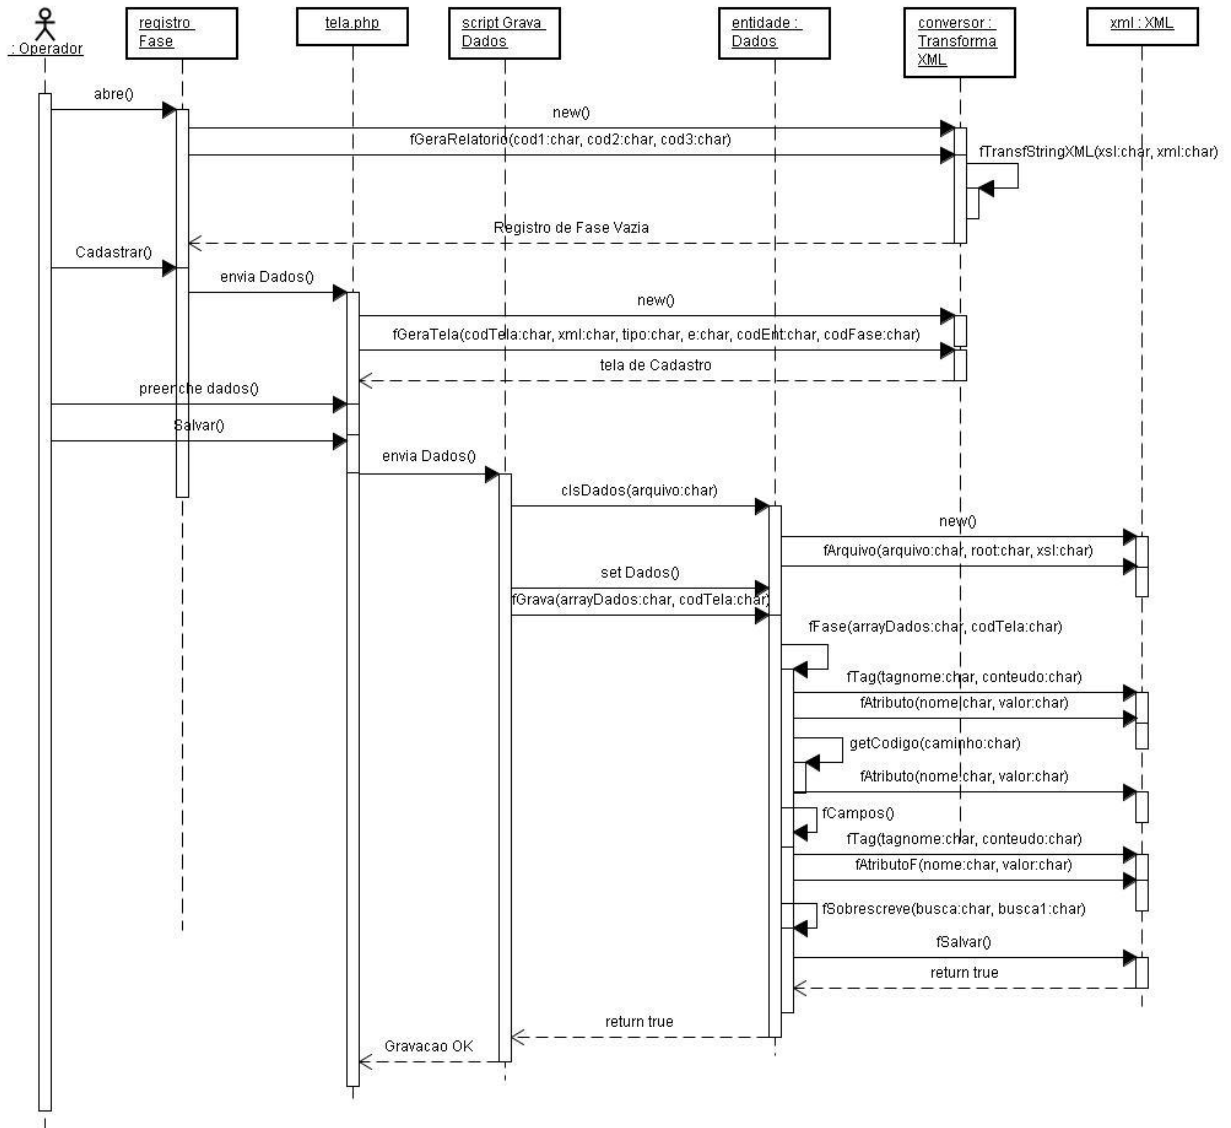 : Operador
registro
Fase
tela.php
script Grava
Dados
entidade :
Dados
conversor :
Transforma
XML
xml : XML
abre()
new()
fGeraRelatorio(cod1:char, cod2:char, cod3:char)
fTransfStringXML(xsl:char, xml:char)
Registro de Fase Vazia
Cadastrar()
envia Dados()
new()
fGeraTela(codTela:char, xml:char, tipo:char, e:char, codEnt:char, codFase:char)
tela de Cadastro
preenche dados()
Salvar()
envia Dados()
clsDados(arquivo:char)
new()
fArquivo(arquivo:char, root:char, xsl:char)
set Dados()
fGrava(arrayDados:char, codTela:char)
fFase(arrayDados:char, codTela:char)
fTag(tagnome:char, conteudo:char)
fAtributo(nome:char, valor:char)
getCodigo(caminho:char)
fAtributo(nome:char, valor:char)
fCampos()
fTag(tagnome:char, conteudo:char)
fAtributoF(nome:char, valor:char)
fSobrescreve(busca:char, busca1:char)
fSalvar()
return true
return true
Gravacao OK